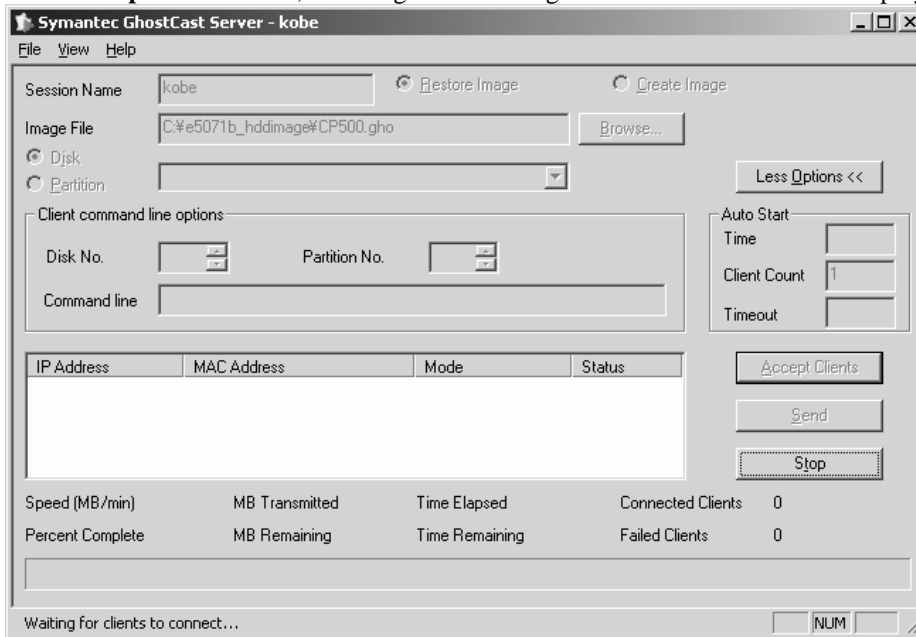 Symantec GhostCast Server - kobe
File View Help
Session Name kobe Restore Image Create Image
Image File C:¥e5071b_hddimage¥CP500.gho Browse...
Disk
Partition Less Options <<
Client command line options Auto Start
Disk No. Partition No. Time
Client Count 1
Command line
Timeout
IP Address MAC Address Mode Status Accept Clients
Send
Stop
Speed (MB/min) MB Transmitted Time Elapsed Connected Clients 0
Percent Complete MB Remaining Time Remaining Failed Clients 0
Waiting for clients to connect... NUM